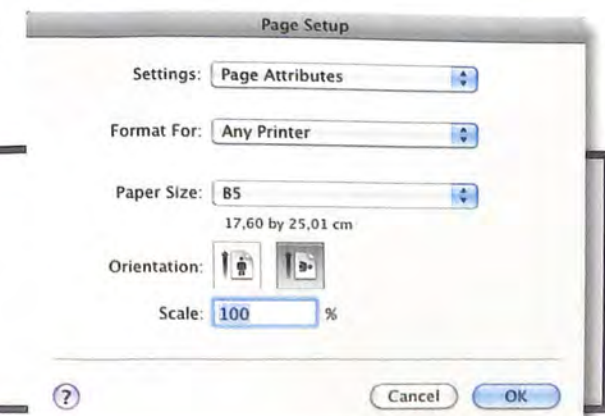 Page Setup
Settings: Page Attributes
Format For: Any Printer
Paper Size: B5
17,60 by 25,01 cm
Orientation:
Scale: 100 %
? Cancel OK